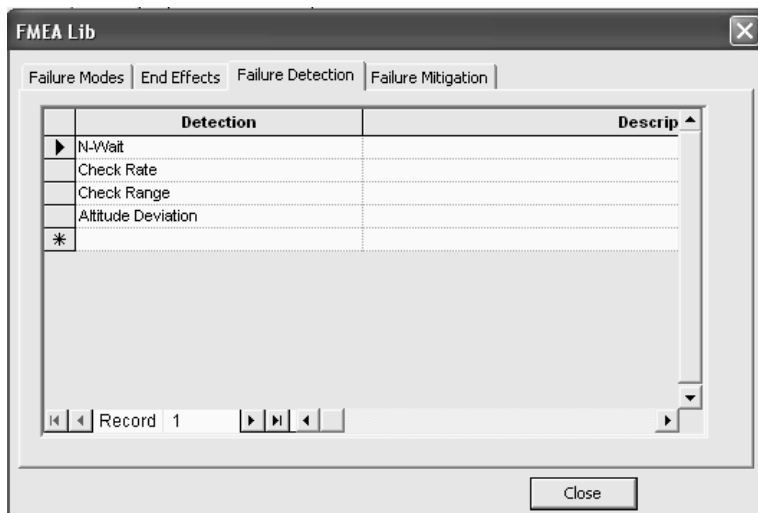 FMEA Lib
Failure Modes End Effects Failure Detection Failure Mitigation
Detection Descrip
N-Wait
Check Rate
Check Range
Altitude Deviation
Record 1
Close